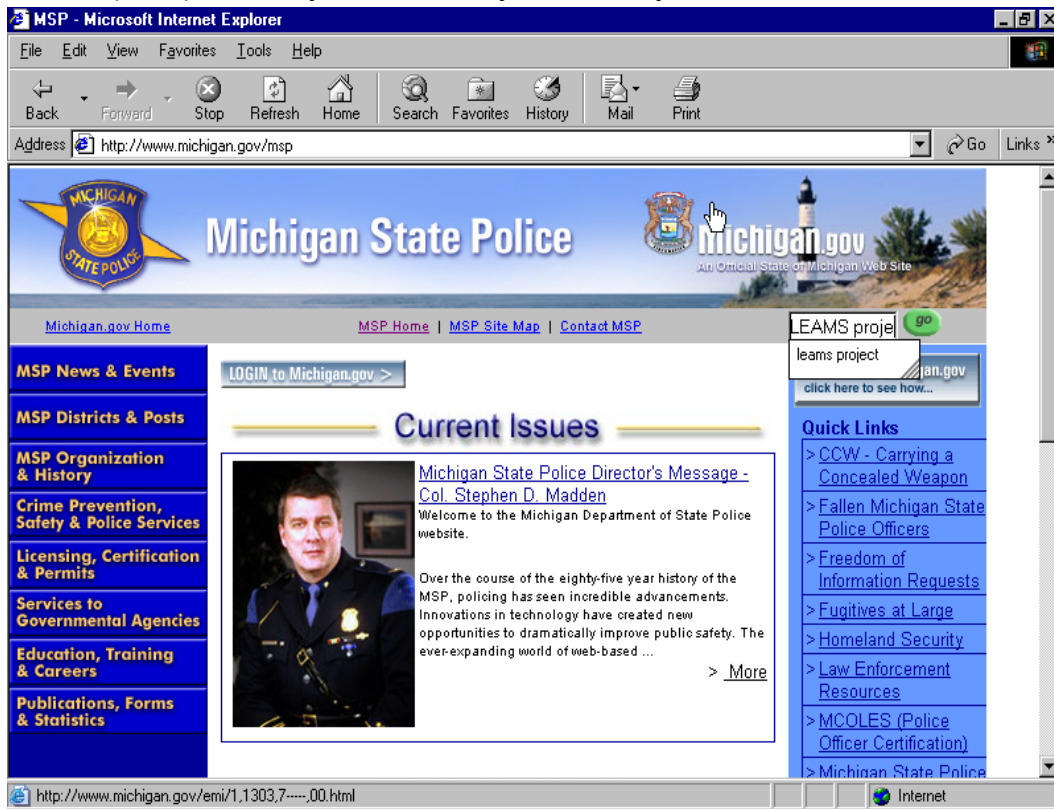 MSP - Microsoft Internet Explorer
File Edit View Favorites Tools Help
Back Forward Stop Refresh Home Search Favorites History Mail Print
Address http://www.michigan.gov/msp Go Links »
MICHIGAN
STATE POLICE
Michigan State Police
Michigan.gov
An Official State of Michigan Web Site
Michigan.gov Home
MSP Home | MSP Site Map | Contact MSP
LEAMS proje go
leams project
LOGIN to Michigan.gov >
click here to see how...
MSP News & Events
MSP Districts & Posts
MSP Organization
& History
Crime Prevention,
Safety & Police Services
Licensing, Certification
& Permits
Services to
Governmental Agencies
Education, Training
& Careers
Publications, Forms
& Statistics
Current Issues
Michigan State Police Director's Message -
Col. Stephen D. Madden
Welcome to the Michigan Department of State Police
website.
Over the course of the eighty-five year history of the
MSP, policing has seen incredible advancements.
Innovations in technology have created new
opportunities to dramatically improve public safety. The
ever-expanding world of web-based ...
> More
Quick Links
> CCW - Carrying a
Concealed Weapon
> Fallen Michigan State
Police Officers
> Freedom of
Information Requests
> Fugitives at Large
> Homeland Security
> Law Enforcement
Resources
> MCOLES (Police
Officer Certification)
> Michigan State Police
http://www.michigan.gov/emi/1,1303,7-----,00.html
Internet